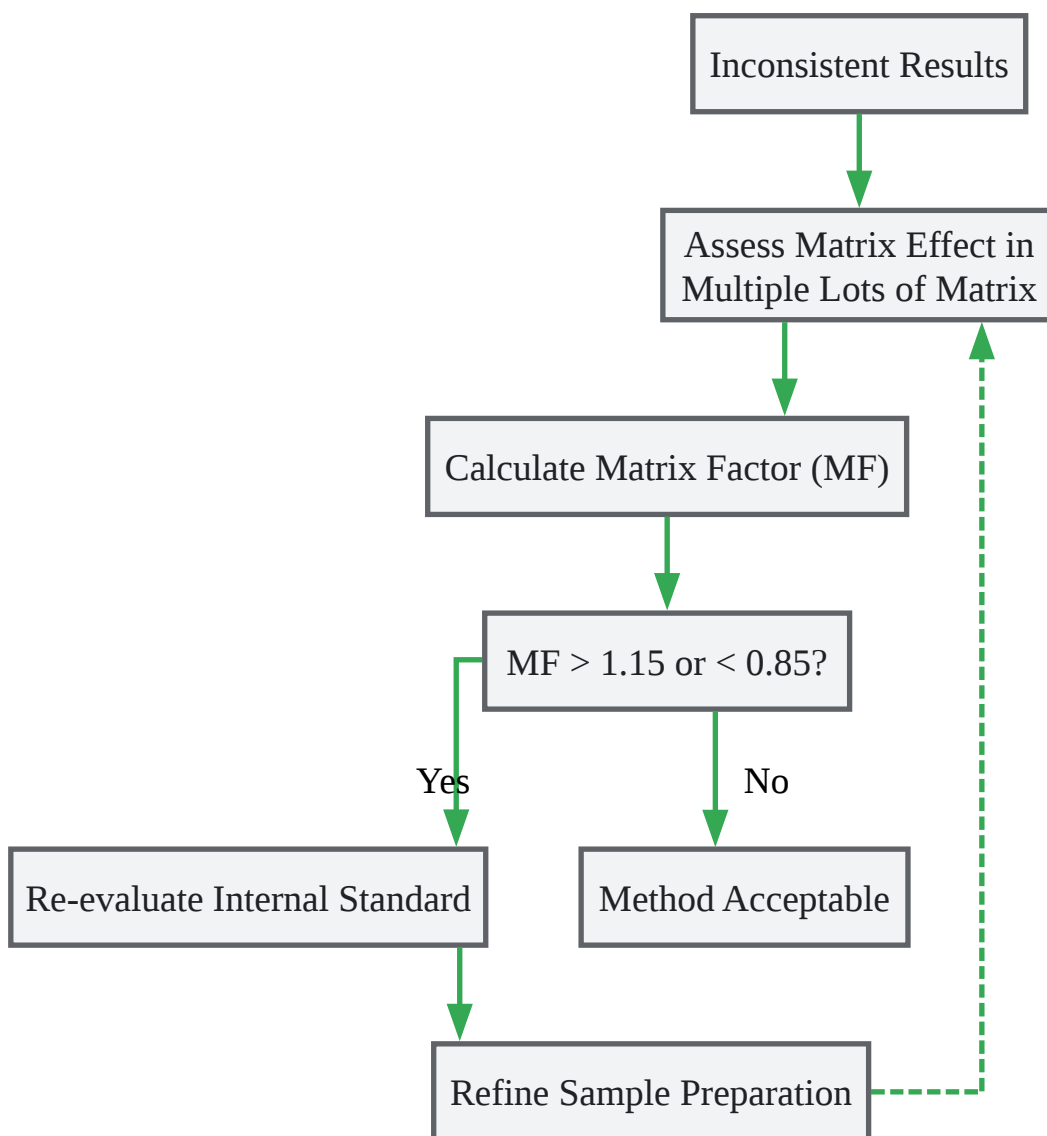 Inconsistent Results
Assess Matrix Effect in
Multiple Lots of Matrix
Calculate Matrix Factor (MF)
MF > 1.15 or < 0.85?
Yes
No
Re-evaluate Internal Standard
Method Acceptable
Refine Sample Preparation